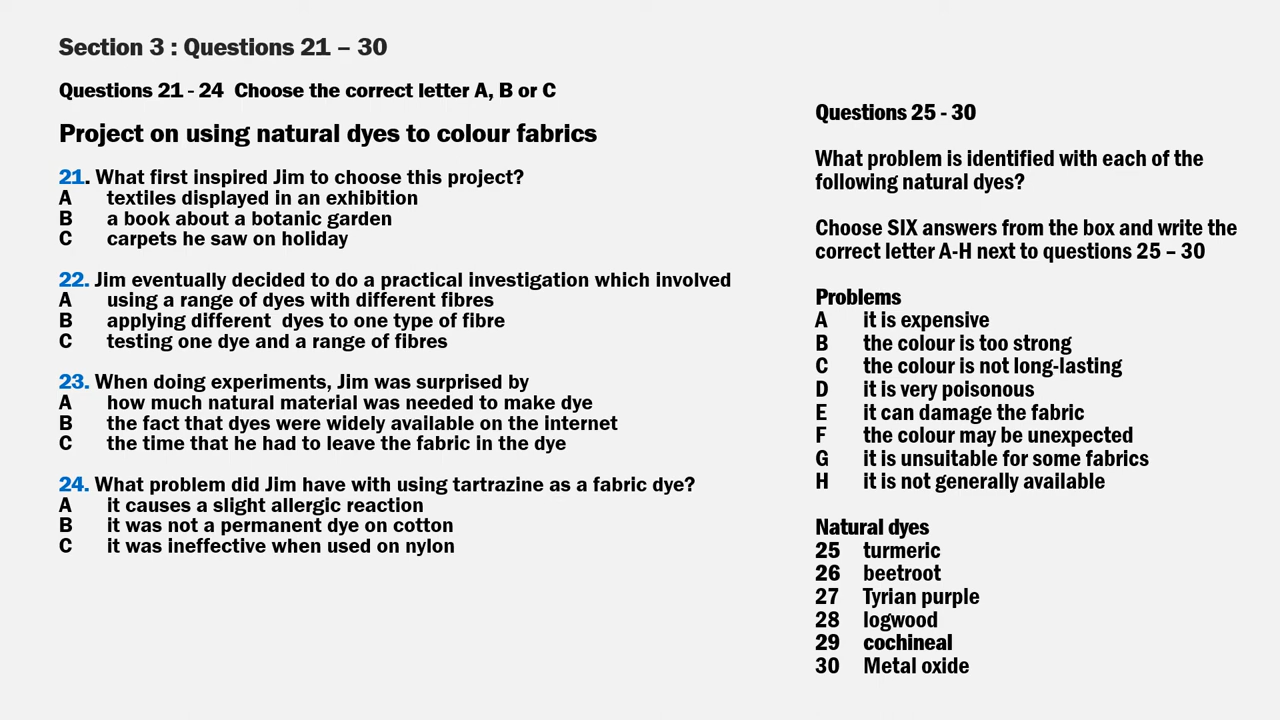 Section 3 : Questions 21 – 30
Questions 21 - 24 Choose the correct letter A, B or C
Project on using natural dyes to colour fabrics
21. What first inspired Jim to choose this project?
A textiles displayed in an exhibition
B a book about a botanic garden
C carpets he saw on holiday
22. Jim eventually decided to do a practical investigation which involved
A using a range of dyes with different fibres
B applying different dyes to one type of fibre
C testing one dye and a range of fibres
23. When doing experiments, Jim was surprised by
A how much natural material was needed to make dye
B the fact that dyes were widely available on the internet
C the time that he had to leave the fabric in the dye
24. What problem did Jim have with using tartrazine as a fabric dye?
A it causes a slight allergic reaction
B it was not a permanent dye on cotton
C it was ineffective when used on nylon
Questions 25 - 30
What problem is identified with each of the
following natural dyes?
Choose SIX answers from the box and write the
correct letter A-H next to questions 25 – 30
Problems
A it is expensive
B the colour is too strong
C the colour is not long-lasting
D it is very poisonous
E it can damage the fabric
F the colour may be unexpected
G it is unsuitable for some fabrics
H it is not generally available
Natural dyes
25 turmeric
26 beetroot
27 Tyrian purple
28 logwood
29 cochineal
30 Metal oxide